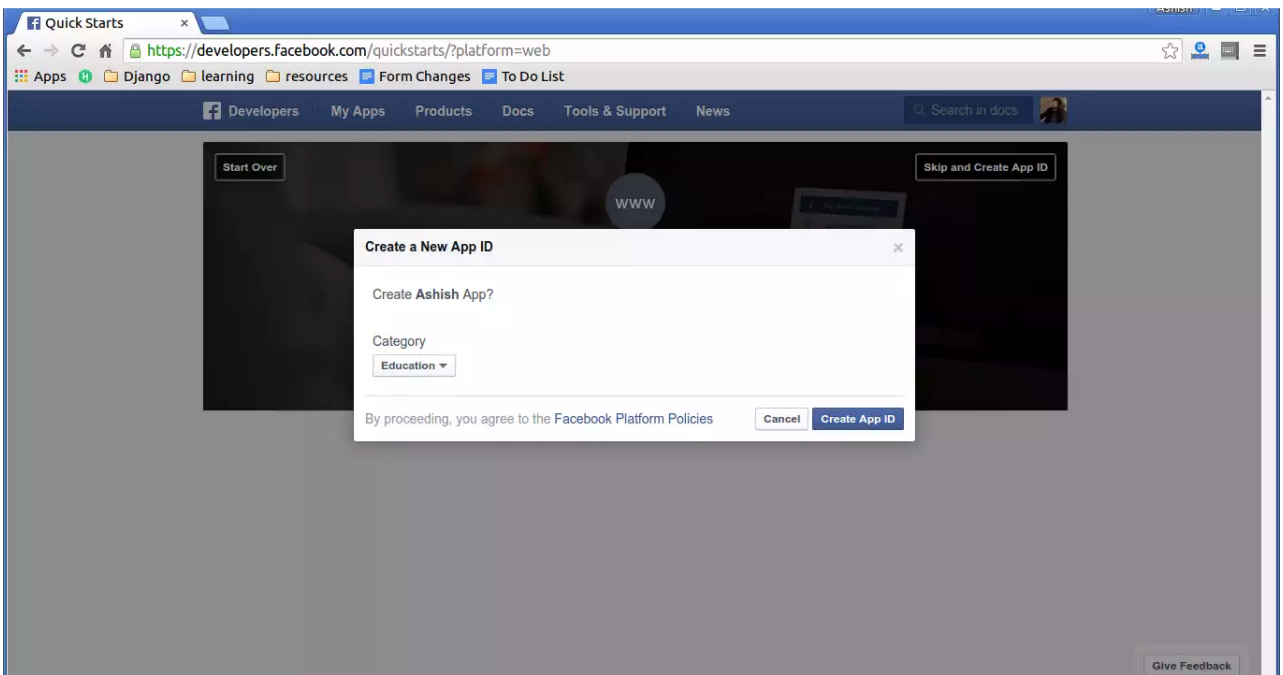 Ashish
Quick Starts
https://developers.facebook.com/quickstarts/?platform=web
Apps Django learning resources Form Changes To Do List
Developers My Apps Products Docs Tools & Support News Search in docs
Start Over Skip and Create App ID
www
Create a New App ID
Create Ashish App?
Category
Education
By proceeding, you agree to the Facebook Platform Policies Cancel Create App ID
Give Feedback